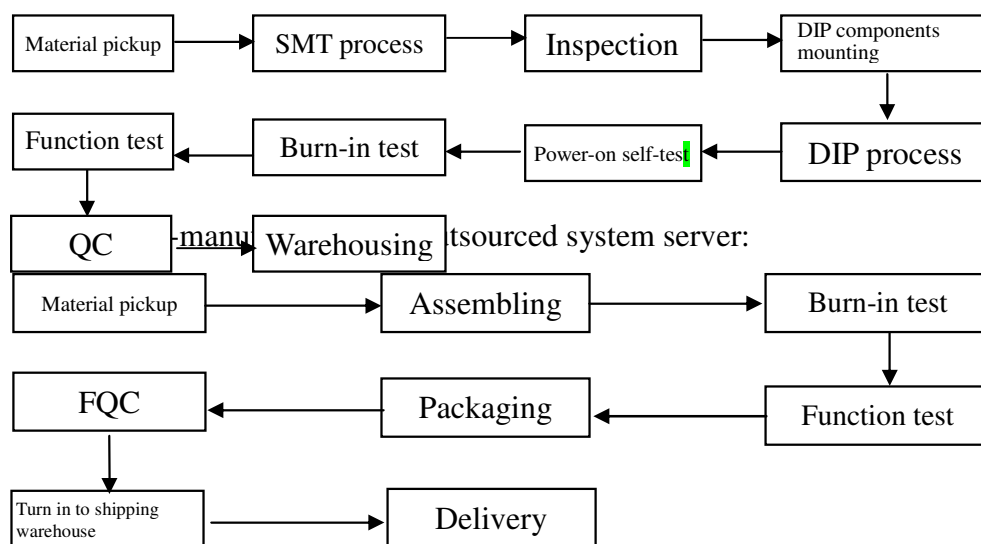 Material pickup
SMT process
Inspection
DIP components
mounting
Function test
Burn-in test
Power-on self-test
DIP process
QC
Warehousing
system server:
Material pickup
Assembling
Burn-in test
FQC
Packaging
Function test
Turn in to shipping
warehouse
Delivery